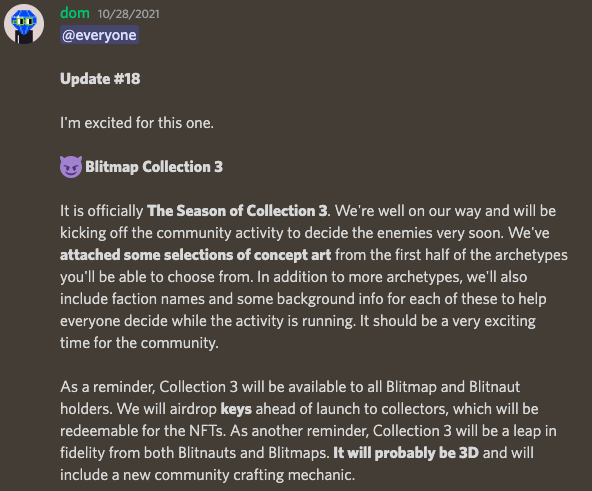 dom 10/28/2021
@everyone
Update #18
I'm excited for this one.
Blitmap Collection 3
It is officially The Season of Collection 3. We're well on our way and will be
kicking off the community activity to decide the enemies very soon. We've
attached some selections of concept art from the first half of the archetypes
you'll be able to choose from. In addition to more archetypes, we'll also
include faction names and some background info for each of these to help
everyone decide while the activity is running. It should be a very exciting
time for the community.
As a reminder, Collection 3 will be available to all Blitmap and Blitnaut
holders. We will airdrop keys ahead of launch to collectors, which will be
redeemable for the NFTs. As another reminder, Collection 3 will be a leap in
fidelity from both Blitnauts and Blitmaps. It will probably be 3D and will
include a new community crafting mechanic.